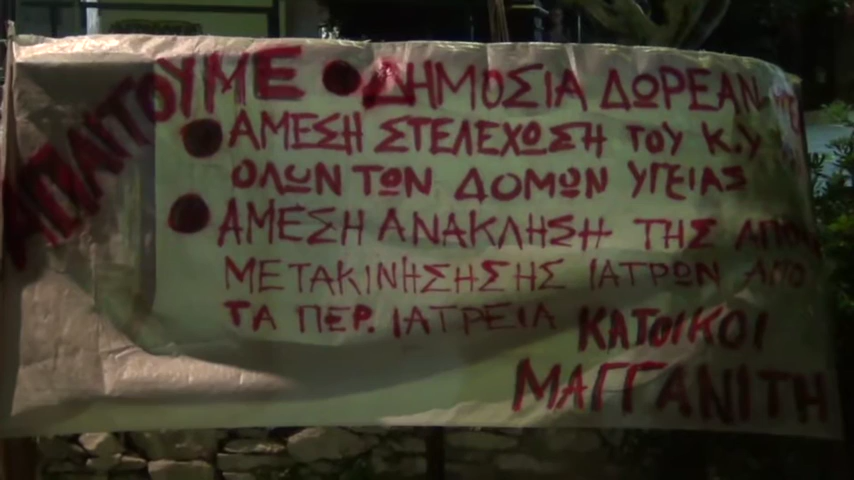 ΑΠΑΙΤΟΥΜΕ • ΔΗΜΟΣΙΑ ΔΩΡΕΑΝ
• ΑΜΕΣΗ ΣΤΕΛΕΧΩΣΗ ΤΟΥ Κ.Υ
ΟΛΩΝ ΤΩΝ ΔΟΜΩΝ ΥΓΕΙΑΣ
• ΑΜΕΣΗ ΑΝΑΚΛΗΣΗ ΤΗΣ
ΜΕΤΑΚΙΝΗΣΗΣΗΣ ΙΑΤΡΩΝ ΑΠΟ
ΤΑ ΠΕΡ. ΙΑΤΡΕΙΑ ΚΑΤΟΙΚΟΙ
ΜΑΓΓΑΝΙΤΗ